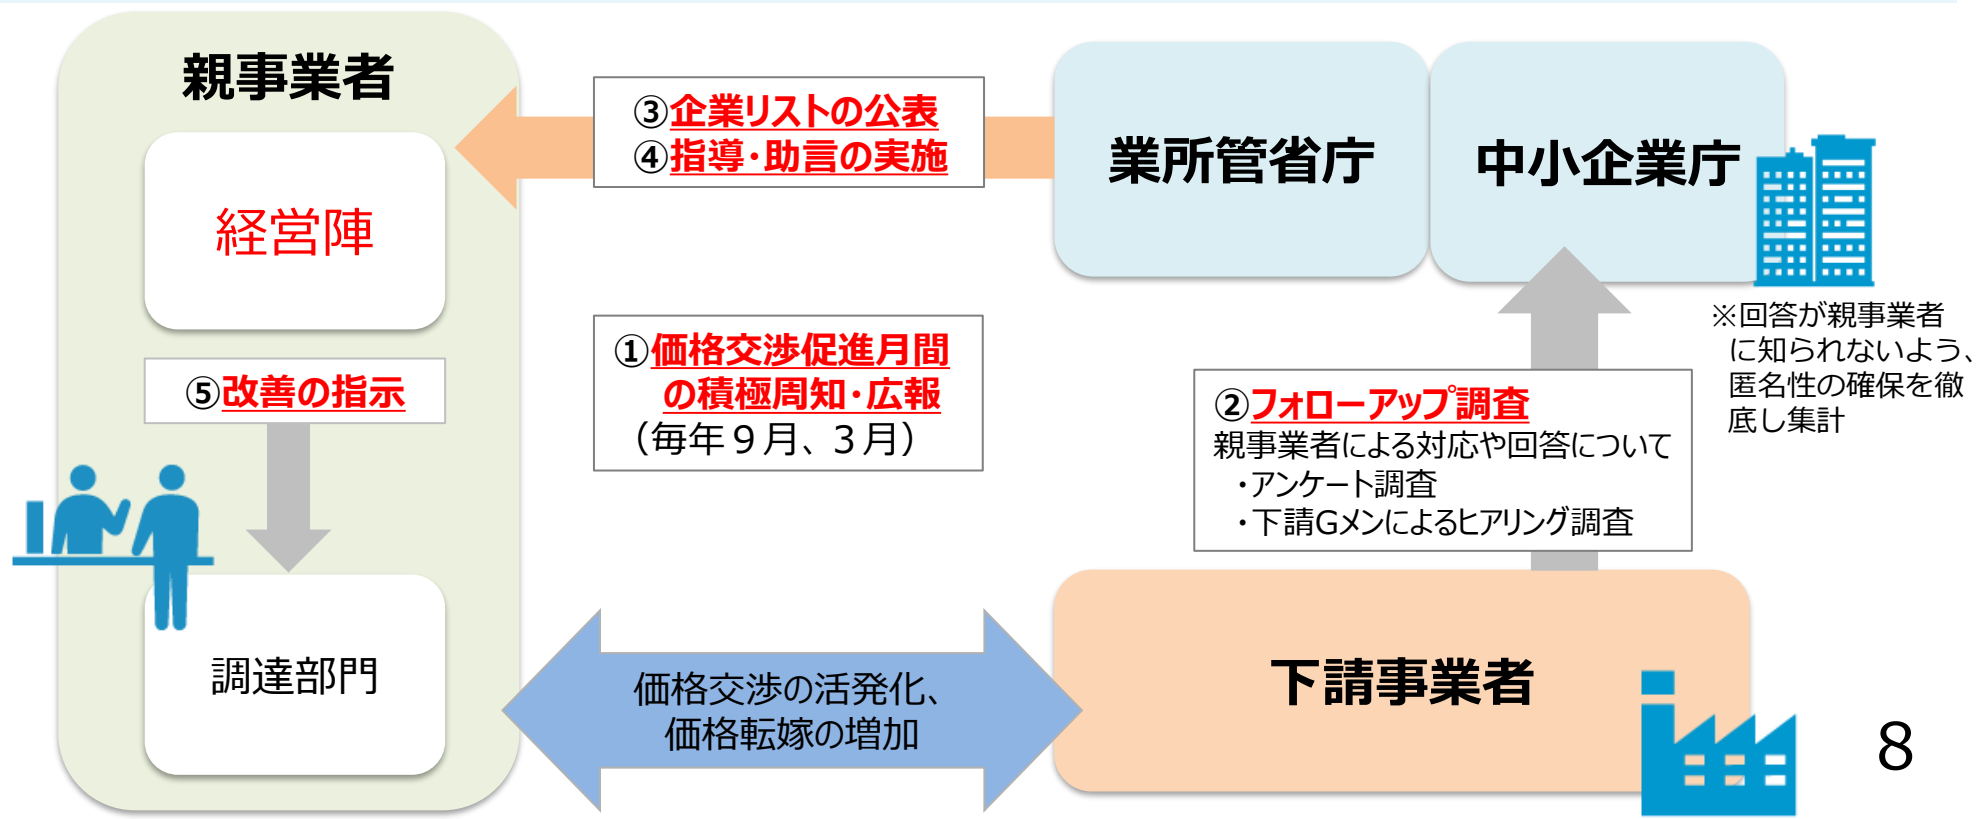 親事業者
経営陣
⑤改善の指示
調達部門
③企業リストの公表
④指導・助言の実施
業所管省庁
中小企業庁
※回答が親事業者
に知られないよう、
匿名性の確保を徹
底し集計
①価格交渉促進月間
の積極周知・広報
（毎年９月、３月）
②フォローアップ調査
親事業者による対応や回答について
・アンケート調査
・下請Gメンによるヒアリング調査
価格交渉の活発化、
価格転嫁の増加
下請事業者
8